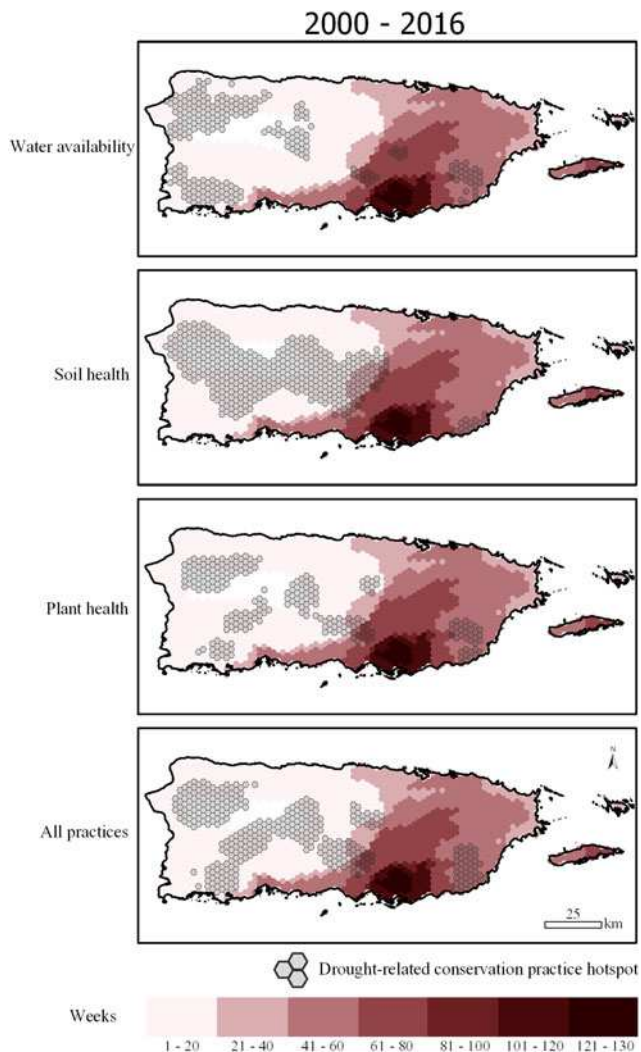 2000 - 2016
Water availability
Soil health
Plant health
N
All practices
25
km
Drought-related conservation practice hotspot
Weeks
1 - 20 21 - 40 41 - 60 61 - 80 81 - 100 101 - 120 121 - 130